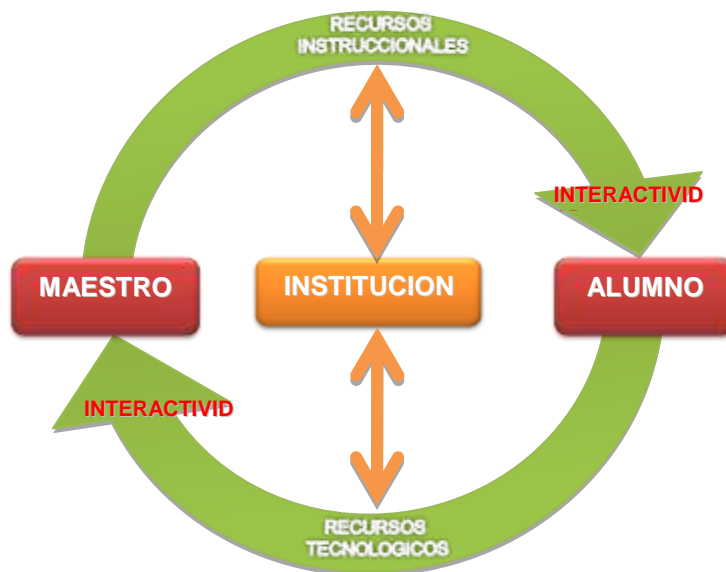 RECURSOS
INSTRUCCIONALES
INTERACTIVID
MAESTRO
INSTITUCION
ALUMNO
INTERACTIVID
RECURSOS
TECNOLOGICOS